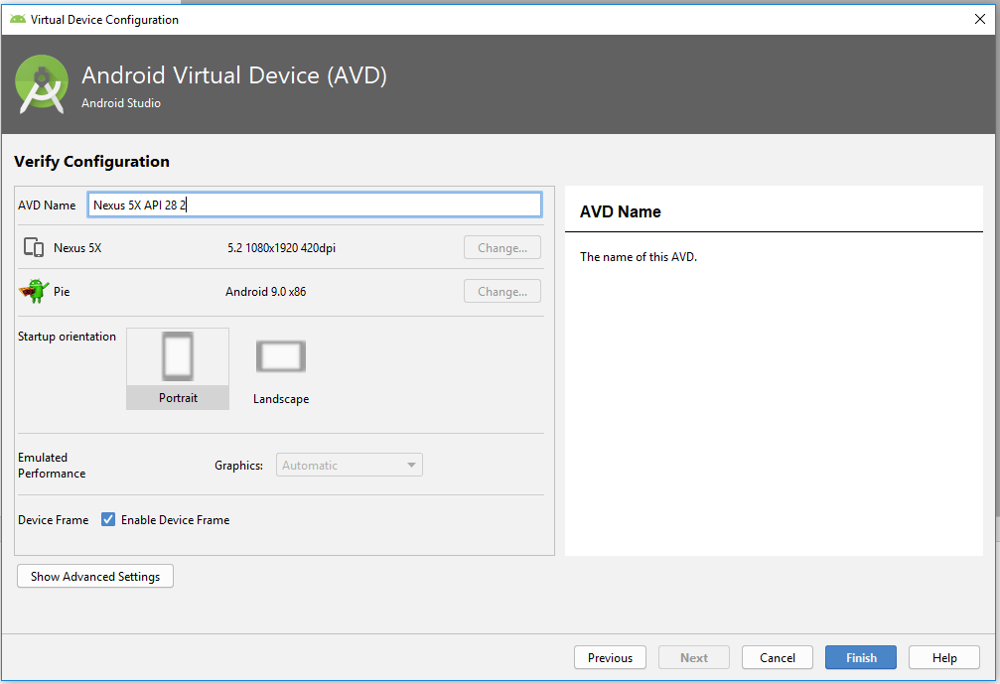 Virtual Device Configuration
Android Virtual Device (AVD)
Android Studio
Verify Configuration
AVD Name Nexus 5X API 28 2
Nexus 5X 5.2 1080x1920 420dpi Change...
Pie Android 9.0 x86 Change...
Startup orientation
Portrait
Landscape
Emulated
Performance
Graphics: Automatic
Device Frame Enable Device Frame
Show Advanced Settings
AVD Name
The name of this AVD.
Previous Next Cancel Finish Help